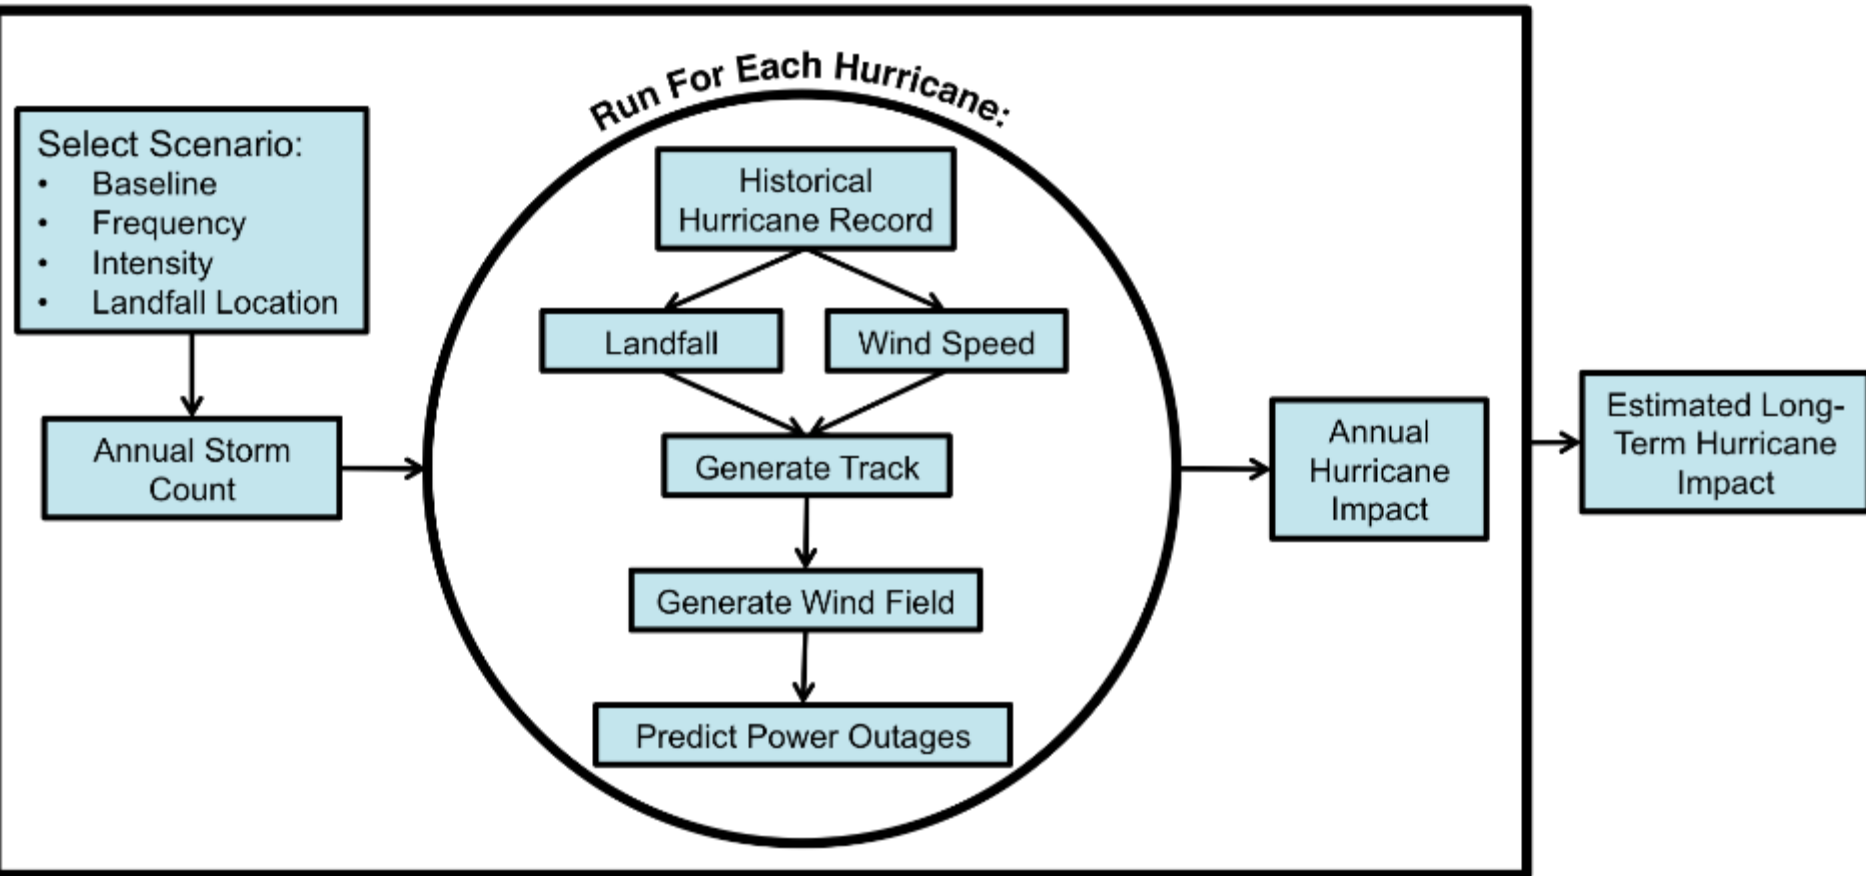 Run For Each Hurricane:
Select Scenario:
• Baseline
• Frequency
• Intensity
• Landfall Location
Annual Storm
Count
Historical
Hurricane Record
Landfall
Wind Speed
Generate Track
Generate Wind Field
Predict Power Outages
Annual
Hurricane
Impact
Estimated Long-
Term Hurricane
Impact